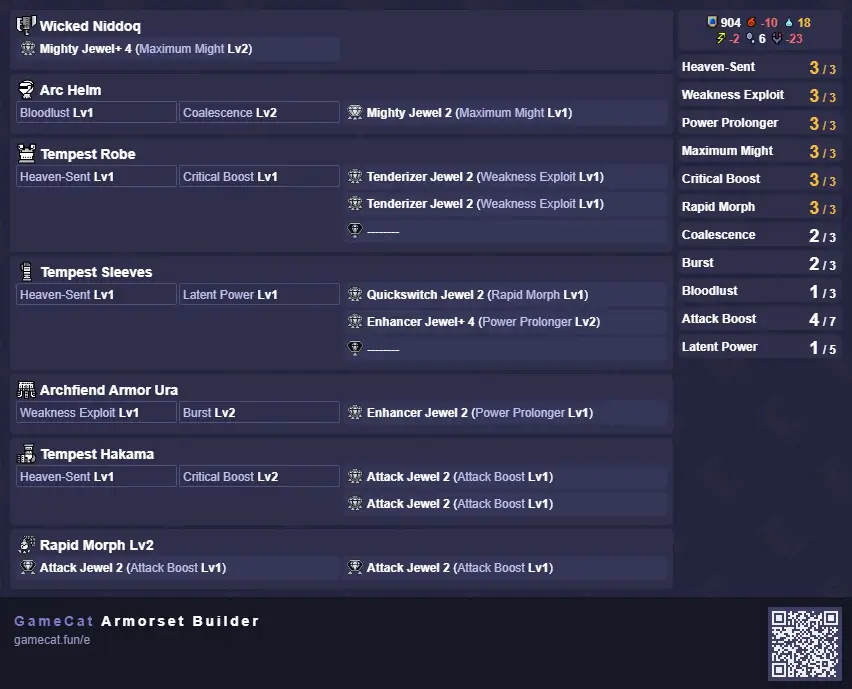 Wicked Niddoq
Mighty Jewel+ 4 (Maximum Might Lv2)
Arc Helm
Bloodlust Lv1 Coalescence Lv2 Mighty Jewel 2 (Maximum Might Lv1)
Tempest Robe
Heaven-Sent Lv1 Critical Boost Lv1 Tenderizer Jewel 2 (Weakness Exploit Lv1)
Tenderizer Jewel 2 (Weakness Exploit Lv1)
--------
Tempest Sleeves
Heaven-Sent Lv1 Latent Power Lv1 Quickswitch Jewel 2 (Rapid Morph Lv1)
Enhancer Jewel+ 4 (Power Prolonger Lv2)
--------
Archfiend Armor Ura
Weakness Exploit Lv1 Burst Lv2 Enhancer Jewel 2 (Power Prolonger Lv1)
Tempest Hakama
Heaven-Sent Lv1 Critical Boost Lv2 Attack Jewel 2 (Attack Boost Lv1)
Attack Jewel 2 (Attack Boost Lv1)
Rapid Morph Lv2
Attack Jewel 2 (Attack Boost Lv1) Attack Jewel 2 (Attack Boost Lv1)
904 -10 18
-2 6 -23
Heaven-Sent 3 / 3
Weakness Exploit 3 / 3
Power Prolonger 3 / 3
Maximum Might 3 / 3
Critical Boost 3 / 3
Rapid Morph 3 / 3
Coalescence 2 / 3
Burst 2 / 3
Bloodlust 1 / 3
Attack Boost 4 / 7
Latent Power 1 / 5
GameCat Armorset Builder
gamecat.fun/e